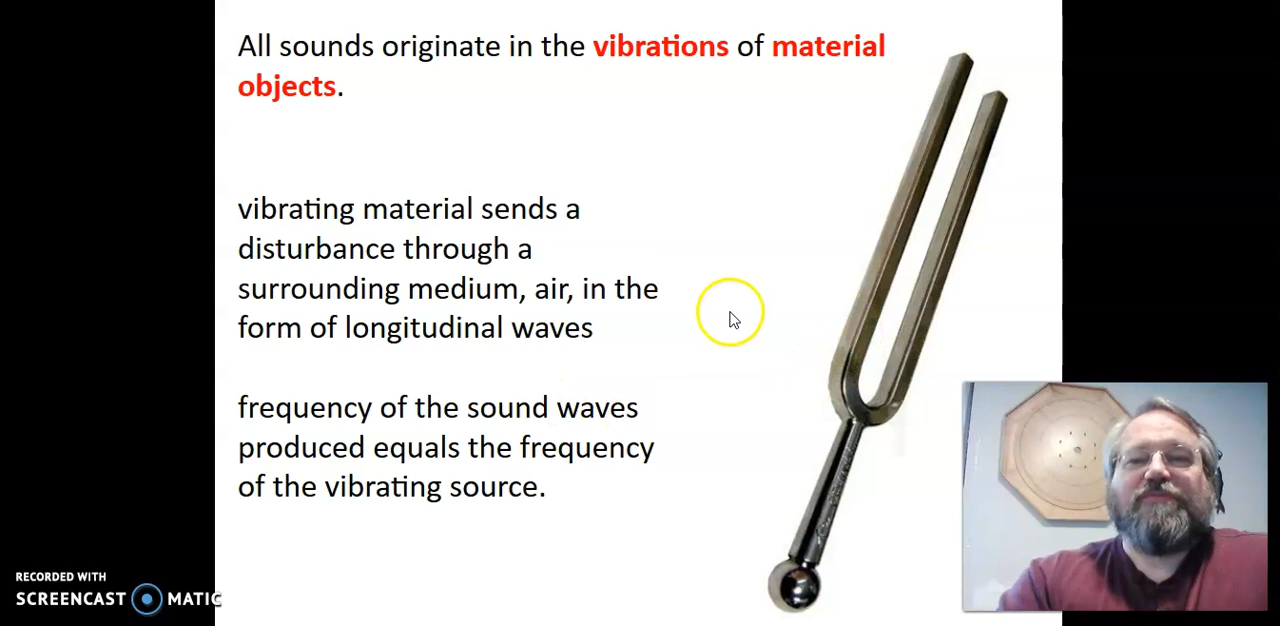 All sounds originate in the vibrations of material
objects.
vibrating material sends a
disturbance through a
surrounding medium, air, in the
form of longitudinal waves
frequency of the sound waves
produced equals the frequency
of the vibrating source.
RECORDED WITH
SCREENCAST MATIC